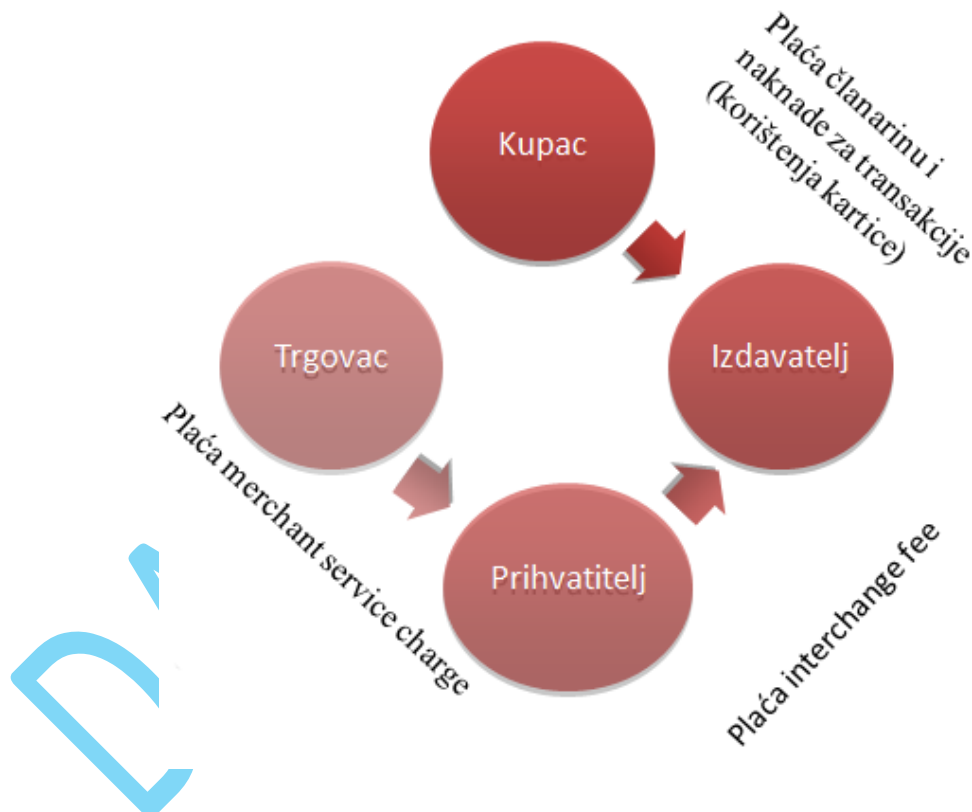 Kupac
Plaća članarinu i
naknade za transakcije
(korištenja kartice)
Trgovac
Izdavatelj
Plaća merchant service charge
Prihvatitelj
Plaća interchange fee